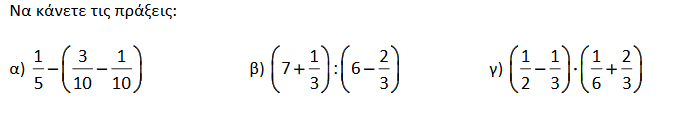 Να κάνετε τις πράξεις:
α) 1/5 − (3/10 − 1/10) β) (7 + 1/3) : (6 − 2/3) γ) (1/2 − 1/3) · (1/6 + 2/3)